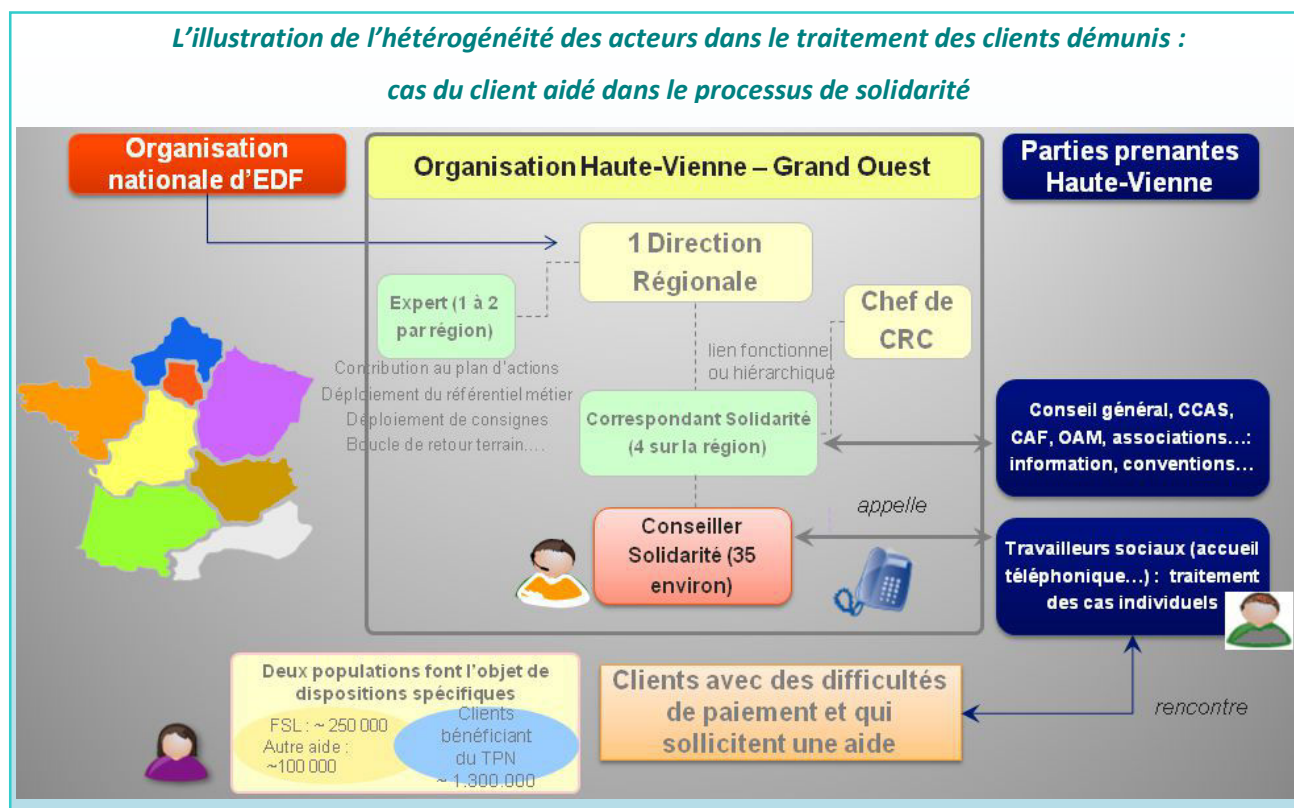 L’illustration de l’hétérogénéité des acteurs dans le traitement des clients démunis :
cas du client aidé dans le processus de solidarité
Organisation
nationale d’EDF
Organisation Haute-Vienne – Grand Ouest
Parties prenantes
Haute-Vienne
1 Direction
Régionale
Expert (1 à 2
par région)
Chef de
CRC
Contribution au plan d’actions
Déploiement du référentiel métier
Déploiement de consignes
Boucle de retour terrain....
lien fonctionne
ou hiérarchique
Correspondant Solidarité
(4 sur la région)
Conseil général, CCAS,
CAF, OAM, associations…:
information, conventions…
appelle
Conseiller
Solidarité (35
environ)
Travailleurs sociaux (accueil
téléphonique…) : traitement
des cas individuels
Deux populations font l’objet de
dispositions spécifiques
FSL : ~ 250 000
Autre aide :
~100 000
Clients
bénéficiant
du TPN
~ 1.300.000
Clients avec des difficultés
de paiement et qui
sollicitent une aide
rencontre